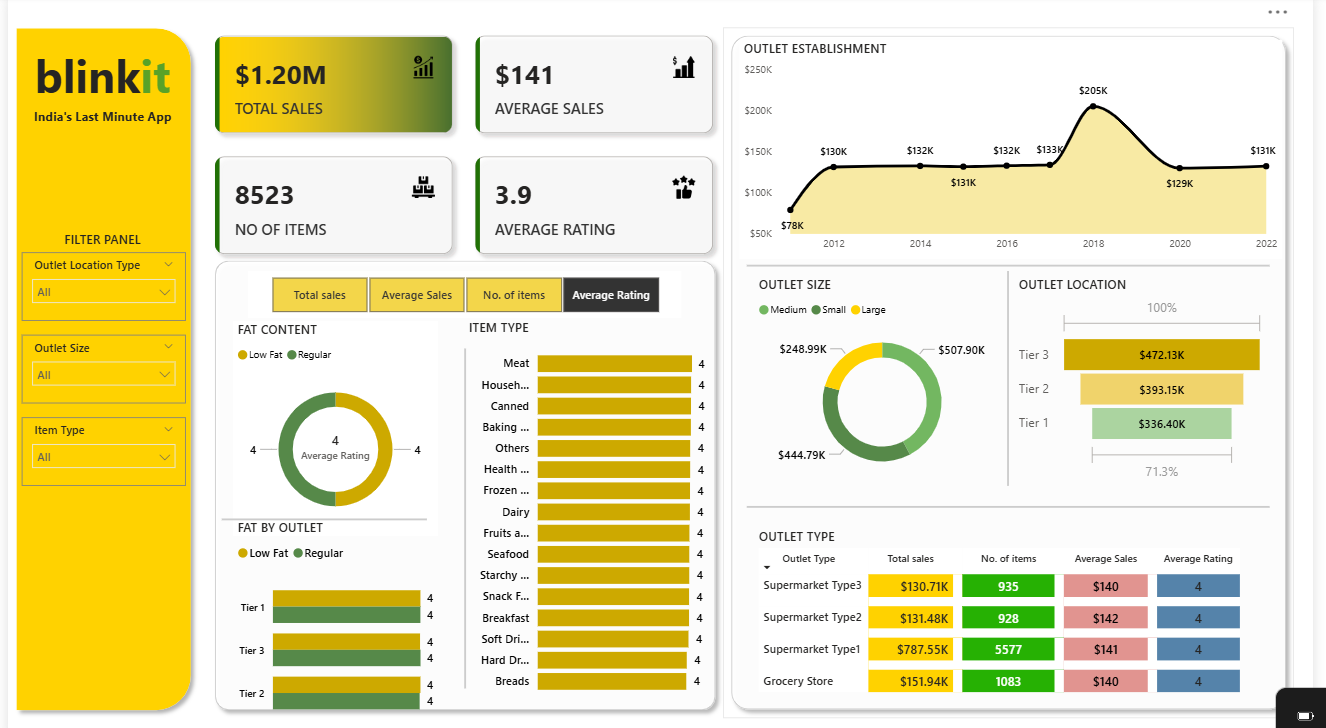 blinkit
India's Last Minute App
FILTER PANEL
Outlet Location Type
All
Outlet Size
All
Item Type
All
$1.20M
TOTAL SALES
$141
AVERAGE SALES
8523
NO OF ITEMS
3.9
AVERAGE RATING
Total sales Average Sales No. of items Average Rating
FAT CONTENT
Low Fat Regular
4
4
Average Rating
4
FAT BY OUTLET
Low Fat Regular
Tier 1 4
4
Tier 3 4
4
Tier 2 4
4
ITEM TYPE
Meat 4
Househ... 4
Canned 4
Baking ... 4
Others 4
Health ... 4
Frozen ... 4
Dairy 4
Fruits a... 4
Seafood 4
Starchy ... 4
Snack F... 4
Breakfast 4
Soft Dri... 4
Hard Dr... 4
Breads 4
OUTLET ESTABLISHMENT
$250K
$200K
$150K
$100K
$50K
$78K
$130K
$132K
$131K
$132K
$133K
$205K
$129K
$131K
2012 2014 2016 2018 2020 2022
OUTLET SIZE
Medium Small Large
$248.99K
$507.90K
$444.79K
OUTLET LOCATION
100%
Tier 3 $472.13K
Tier 2 $393.15K
Tier 1 $336.40K
71.3%
OUTLET TYPE
Outlet Type Total sales No. of items Average Sales Average Rating
Supermarket Type3 $130.71K 935 $140 4
Supermarket Type2 $131.48K 928 $142 4
Supermarket Type1 $787.55K 5577 $141 4
Grocery Store $151.94K 1083 $140 4